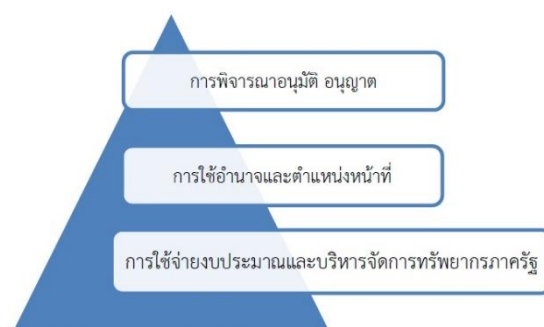 การพิจารณาอนุมัติ อนุญาต
การใช้อำนาจและตำแหน่งหน้าที่
การใช้จ่ายงบประมาณและบริหารจัดการทรัพยากรภาครัฐ